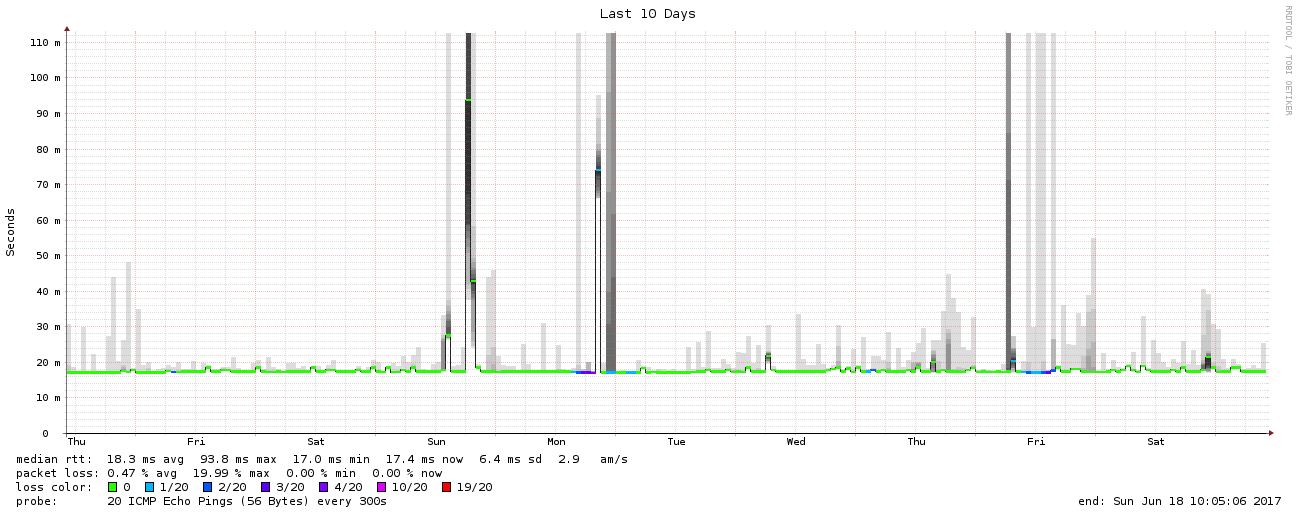 Last 10 Days
RRDTOOL / TOBI OETIKER
Seconds
110 m
100 m
90 m
80 m
70 m
60 m
50 m
40 m
30 m
20 m
10 m
0
Thu Fri Sat Sun Mon Tue Wed Thu Fri Sat
median rtt: 18.3 ms avg 93.8 ms max 17.0 ms min 17.4 ms now 6.4 ms sd 2.9 am/s
packet loss: 0.47 % avg 19.99 % max 0.00 % min 0.00 % now
loss color: 0 1/20 2/20 3/20 4/20 10/20 19/20
probe: 20 ICMP Echo Pings (56 Bytes) every 300s end: Sun Jun 18 10:05:06 2017